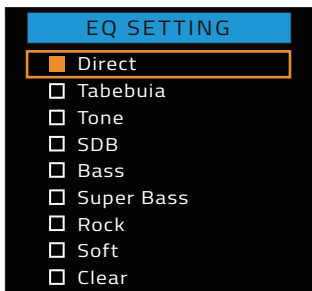 EQ SETTING
Direct
Tabebuia
Tone
SDB
Bass
Super Bass
Rock
Soft
Clear